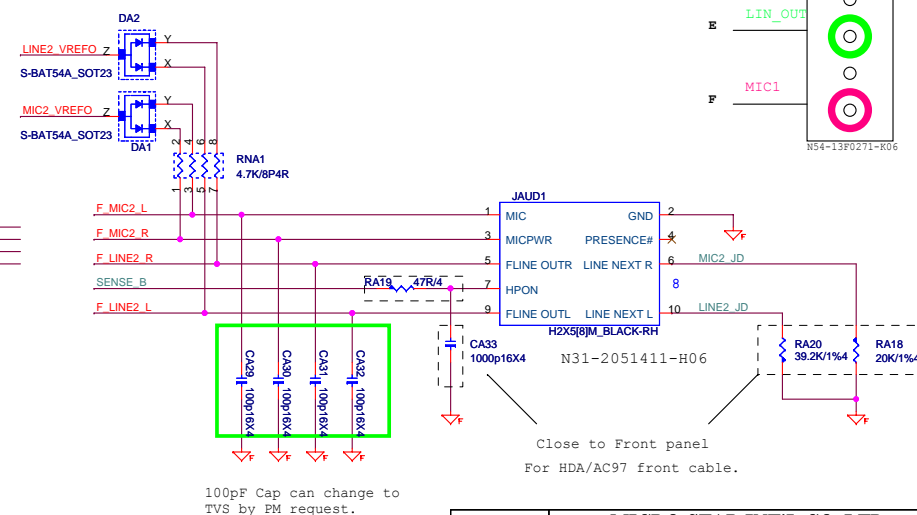 DA2
Y
LINE2_VREFO Z
X
S-BAT54A_SOT23
Y
MIC2_VREFO Z
X
S-BAT54A_SOT23
DA1
2 4 6 8
RNA1
4.7K/8P4R
1 3 5 7
E LIN_OUT
F MIC1
N54-13F0271-K06
JAUD1
F_MIC2_L 1 MIC GND 2
F
F_MIC2_R 3 MICPWR PRESENCE# 4
F_LINE2_R 5 FLINE OUTR LINE NEXT R 6 MIC2_JD
SENSE_B RA19 47R/4 7 HPON 8
F_LINE2_L 9 FLINE OUTL LINE NEXT L 10 LINE2_JD
H2X5[8]M_BLACK-RH
N31-2051411-H06
CA33
1000p16X4
F
RA20
39.2K/1%4
RA18
20K/1%4
F
CA29 100p16X4
CA30 100p16X4
CA31 100p16X4
CA32 100p16X4
F F F F
Close to Front panel
For HDA/AC97 front cable.
100pF Cap can change to
TVS by PM request.